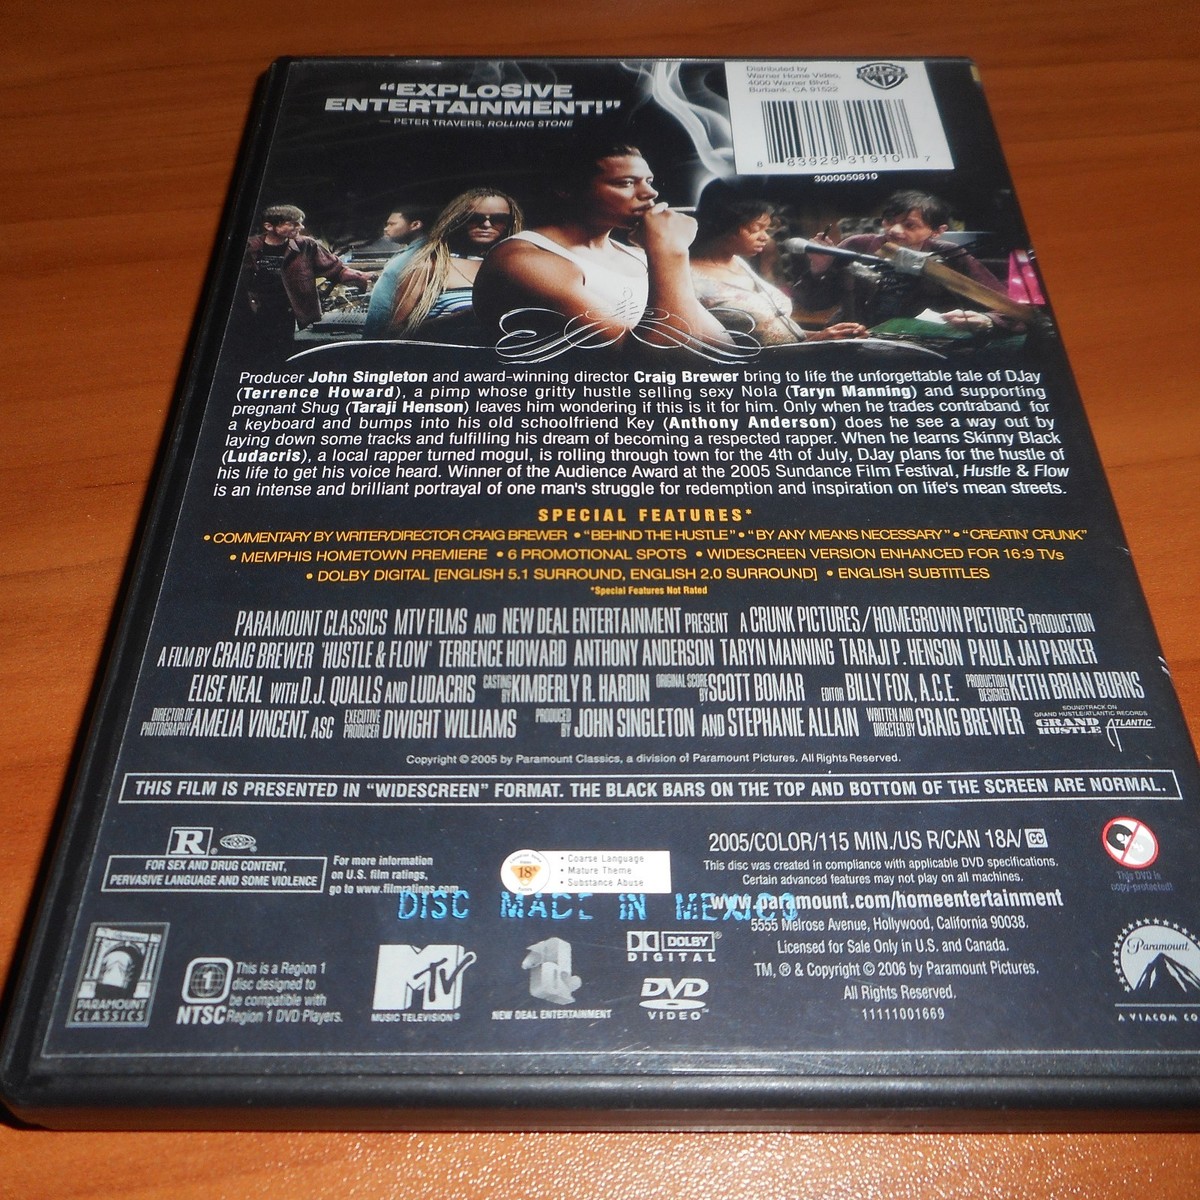 "EXPLOSIVE
ENTERTAINMENT!"
— PETER TRAVERS, ROLLING STONE
Distributed by
Warner Home Video,
4000 Warner Blvd.,
Burbank, CA 91522
8 83929 31910 7
3000050810
Producer John Singleton and award-winning director Craig Brewer bring to life the unforgettable tale of DJay
(Terrence Howard), a pimp whose gritty hustle selling sexy Nola (Taryn Manning) and supporting
pregnant Shug (Taraji Henson) leaves him wondering if this is it for him. Only when he trades contraband for
a keyboard and bumps into his old schoolfriend Key (Anthony Anderson) does he see a way out by
laying down some tracks and fulfilling his dream of becoming a respected rapper. When he learns Skinny Black
(Ludacris), a local rapper turned mogul, is rolling through town for the 4th of July, DJay plans for the hustle of
his life to get his voice heard. Winner of the Audience Award at the 2005 Sundance Film Festival, Hustle & Flow
is an intense and brilliant portrayal of one man's struggle for redemption and inspiration on life's mean streets.
SPECIAL FEATURES*
• COMMENTARY BY WRITER/DIRECTOR CRAIG BREWER • "BEHIND THE HUSTLE" • "BY ANY MEANS NECESSARY" • "CREATIN' CRUNK"
• MEMPHIS HOMETOWN PREMIERE • 6 PROMOTIONAL SPOTS • WIDESCREEN VERSION ENHANCED FOR 16:9 TVs
• DOLBY DIGITAL [ENGLISH 5.1 SURROUND, ENGLISH 2.0 SURROUND] • ENGLISH SUBTITLES
*Special Features Not Rated
PARAMOUNT CLASSICS MTV FILMS AND NEW DEAL ENTERTAINMENT PRESENT A CRUNK PICTURES/HOMEGROWN PICTURES PRODUCTION
A FILM BY CRAIG BREWER 'HUSTLE & FLOW' TERRENCE HOWARD ANTHONY ANDERSON TARYN MANNING TARAJI P. HENSON PAULA JAI PARKER
ELISE NEAL WITH D.J. QUALLS AND LUDACRIS CASTING BY KIMBERLY R. HARDIN ORIGINAL SCORE BY SCOTT BOMAR EDITOR BILLY FOX, A.C.E. PRODUCTION DESIGNER KEITH BRIAN BURNS
DIRECTOR OF PHOTOGRAPHY AMELIA VINCENT, ASC EXECUTIVE PRODUCER DWIGHT WILLIAMS PRODUCED BY JOHN SINGLETON AND STEPHANIE ALLAIN WRITTEN AND DIRECTED BY CRAIG BREWER
SOUNDTRACK ON
GRAND HUSTLE/ATLANTIC RECORDS
GRAND HUSTLE ATLANTIC
Copyright © 2005 by Paramount Classics, a division of Paramount Pictures. All Rights Reserved.
THIS FILM IS PRESENTED IN "WIDESCREEN" FORMAT. THE BLACK BARS ON THE TOP AND BOTTOM OF THE SCREEN ARE NORMAL.
R®
FOR SEX AND DRUG CONTENT,
PERVASIVE LANGUAGE AND SOME VIOLENCE
For more information
on U.S. film ratings,
go to www.filmratings.com
18A
• Coarse Language
• Mature Theme
• Substance Abuse
DISC MADE IN MEXICO
2005/COLOR/115 MIN./US R/CAN 18A/CC
This disc was created in compliance with applicable DVD specifications.
Certain advanced features may not play on all machines.
www.paramount.com/homeentertainment
5555 Melrose Avenue, Hollywood, California 90038.
Licensed for Sale Only in U.S. and Canada.
TM, ® & Copyright © 2006 by Paramount Pictures.
All Rights Reserved.
11111001669
This DVD is
copy-protected!
PARAMOUNT
CLASSICS
1
NTSC
This is a Region 1
disc designed to
be compatible with
Region 1 DVD Players.
MTV
MUSIC TELEVISION®
NEW DEAL ENTERTAINMENT
DOLBY®
DIGITAL
DVD
VIDEO™
Paramount
A VIACOM CO